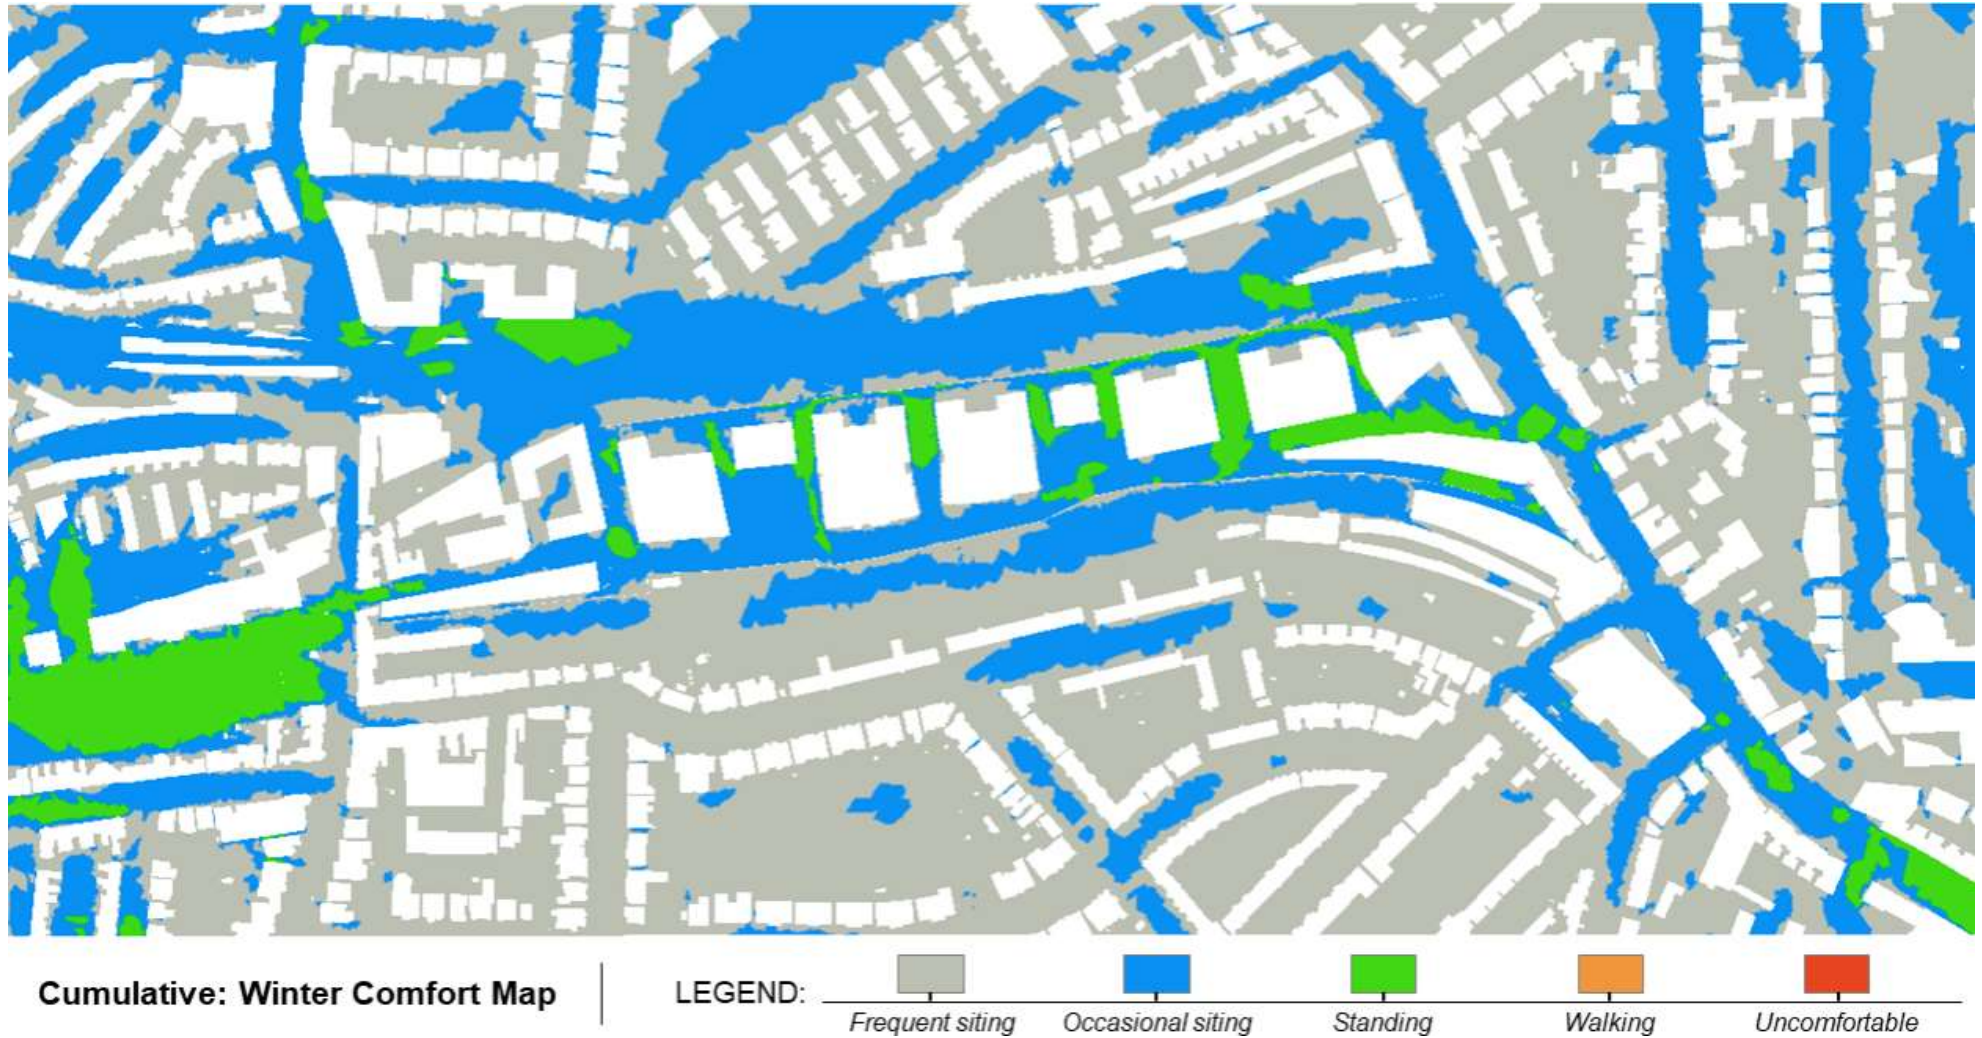 Cumulative: Winter Comfort Map
LEGEND:
Frequent siting
Occasional siting
Standing
Walking
Uncomfortable